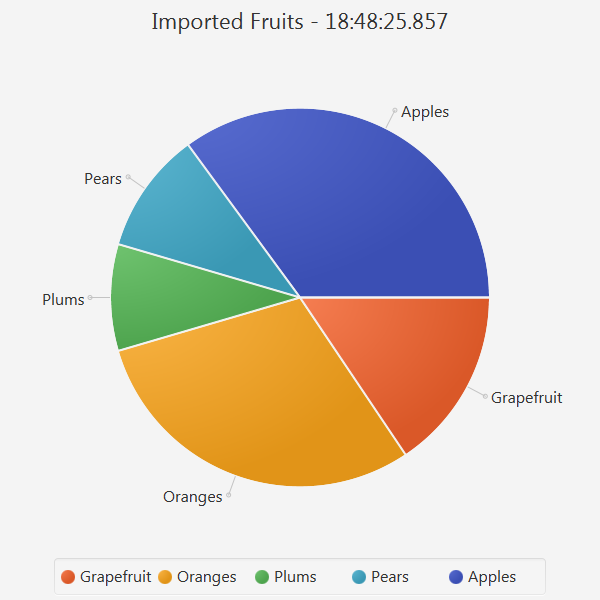 Imported Fruits - 18:48:25.857
Apples
Pears
Plums
Grapefruit
Oranges
Grapefruit Oranges Plums Pears Apples